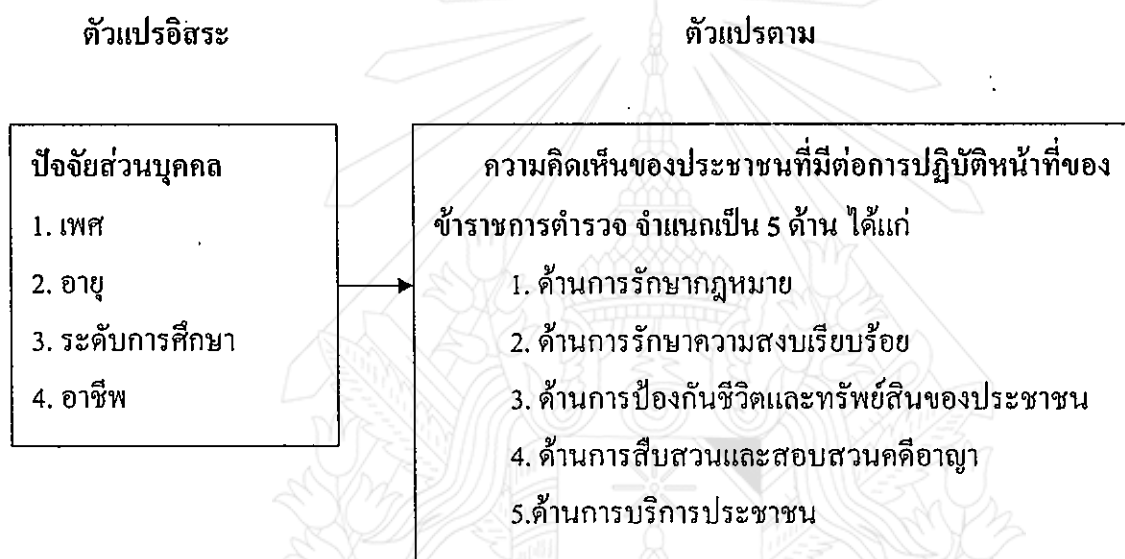 ตัวแปรอิสระ
ตัวแปรตาม
ปัจจัยส่วนบุคคล
1. เพศ
2. อายุ
3. ระดับการศึกษา
4. อาชีพ
ความคิดเห็นของประชาชนที่มีต่อการปฏิบัติหน้าที่ของ
ข้าราชการตำรวจ จำแนกเป็น 5 ด้าน ได้แก่
1. ด้านการรักษากฎหมาย
2. ด้านการรักษาความสงบเรียบร้อย
3. ด้านการป้องกันชีวิตและทรัพย์สินของประชาชน
4. ด้านการสืบสวนและสอบสวนคดีอาญา
5.ด้านการบริการประชาชน